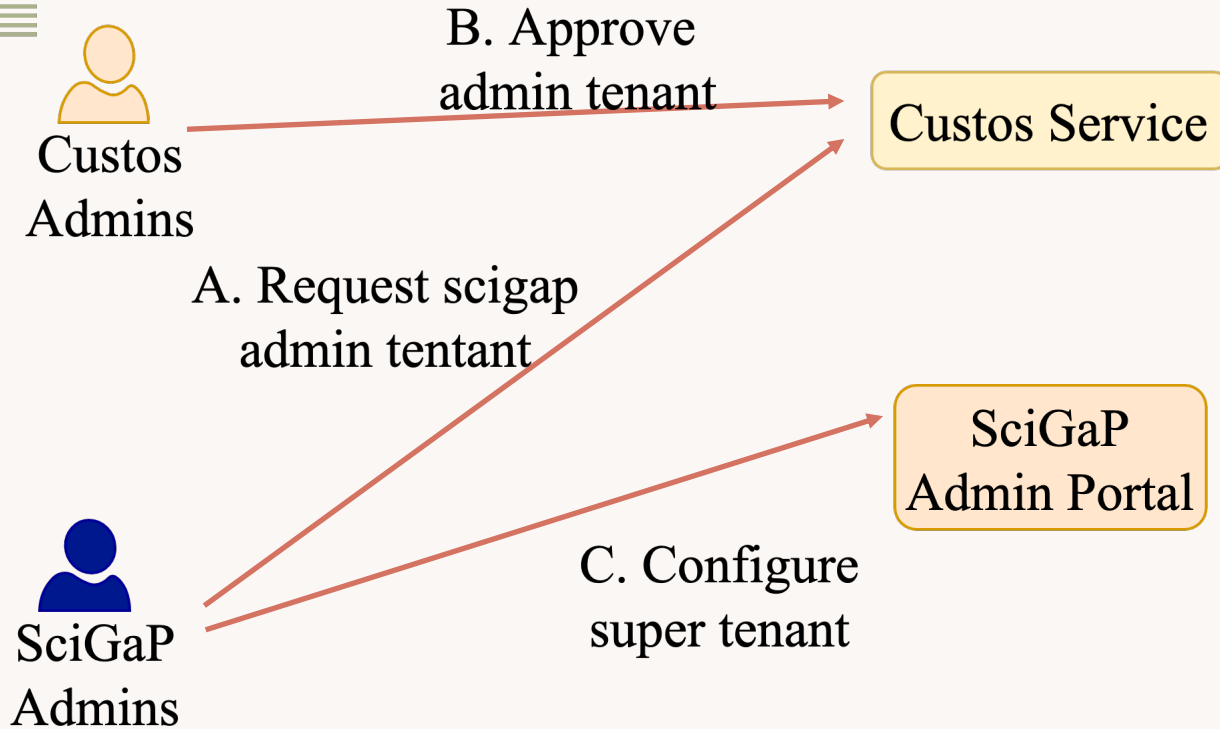 B. Approve
admin tenant
Custos Service
Custos
Admins
A. Request scigap
admin tentant
SciGaP
Admin Portal
C. Configure
super tenant
SciGaP
Admins